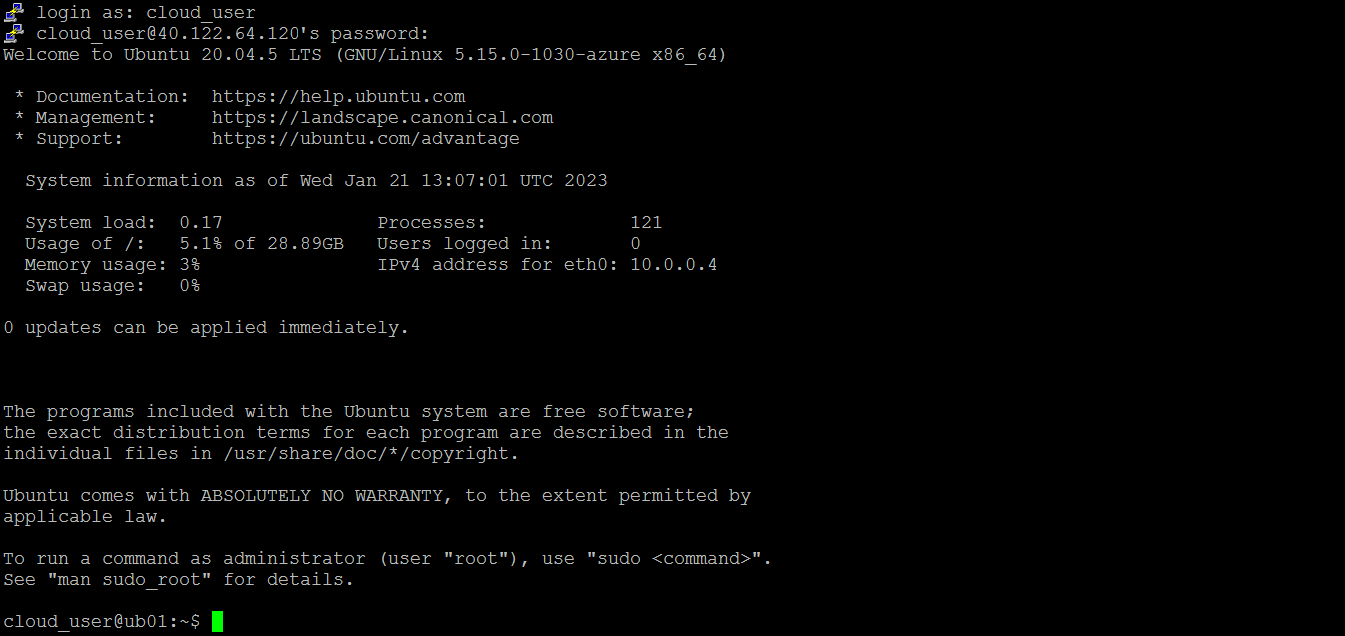 login as: cloud_user
cloud_user@40.122.64.120's password:
Welcome to Ubuntu 20.04.5 LTS (GNU/Linux 5.15.0-1030-azure x86_64)
* Documentation:  https://help.ubuntu.com
* Management:     https://landscape.canonical.com
* Support:        https://ubuntu.com/advantage
System information as of Wed Jan 21 13:07:01 UTC 2023
System load:  0.17               Processes:             121
Usage of /:   5.1% of 28.89GB   Users logged in:       0
Memory usage: 3%                IPv4 address for eth0: 10.0.0.4
Swap usage:   0%
0 updates can be applied immediately.
The programs included with the Ubuntu system are free software;
the exact distribution terms for each program are described in the
individual files in /usr/share/doc/*/copyright.
Ubuntu comes with ABSOLUTELY NO WARRANTY, to the extent permitted by
applicable law.
To run a command as administrator (user "root"), use "sudo <command>".
See "man sudo_root" for details.
cloud_user@ub01:~$